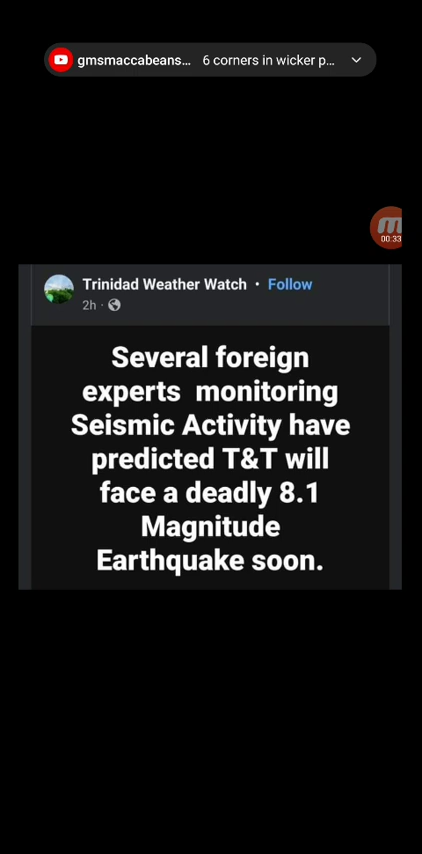 gmsmaccabeans... 6 corners in wicker p...
00:33
Trinidad Weather Watch · Follow
2h ·
Several foreign
experts monitoring
Seismic Activity have
predicted T&T will
face a deadly 8.1
Magnitude
Earthquake soon.